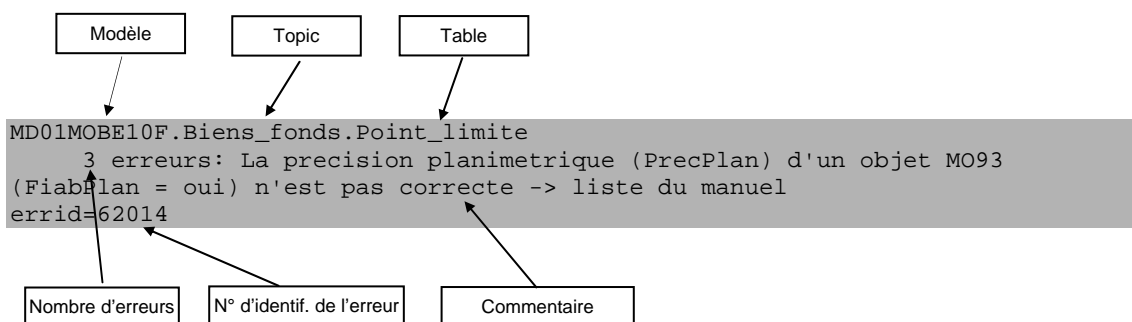 Modèle Topic Table
MD01MOBE10F.Biens_fonds.Point_limite
3 erreurs: La precision planimetrique (PrecPlan) d'un objet MO93
(FiabPlan = oui) n'est pas correcte -> liste du manuel
errid=62014
Nombre d'erreurs N° d'identif. de l'erreur Commentaire